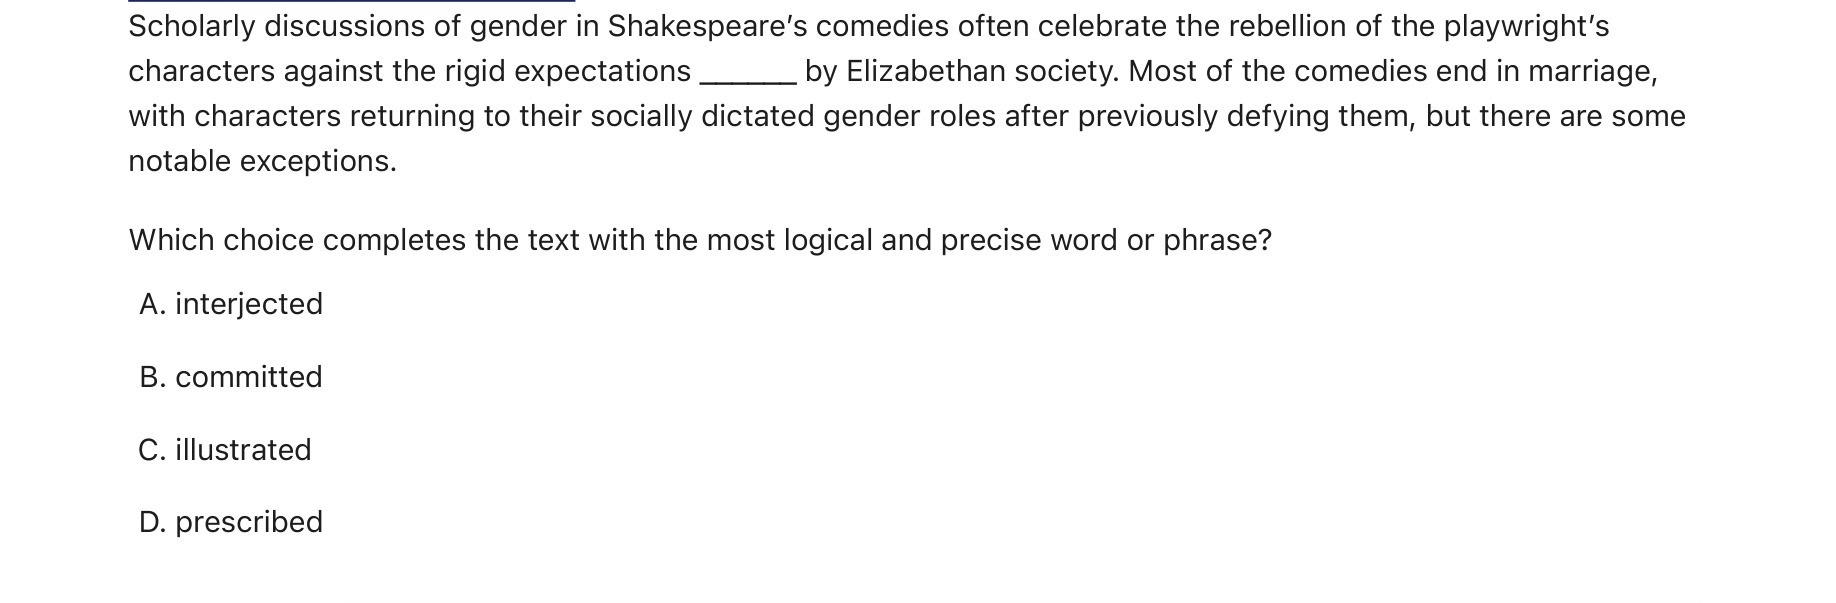 Scholarly discussions of gender in Shakespeare’s comedies often celebrate the rebellion of the playwright’s
characters against the rigid expectations ______ by Elizabethan society. Most of the comedies end in marriage,
with characters returning to their socially dictated gender roles after previously defying them, but there are some
notable exceptions.
Which choice completes the text with the most logical and precise word or phrase?
A. interjected
B. committed
C. illustrated
D. prescribed